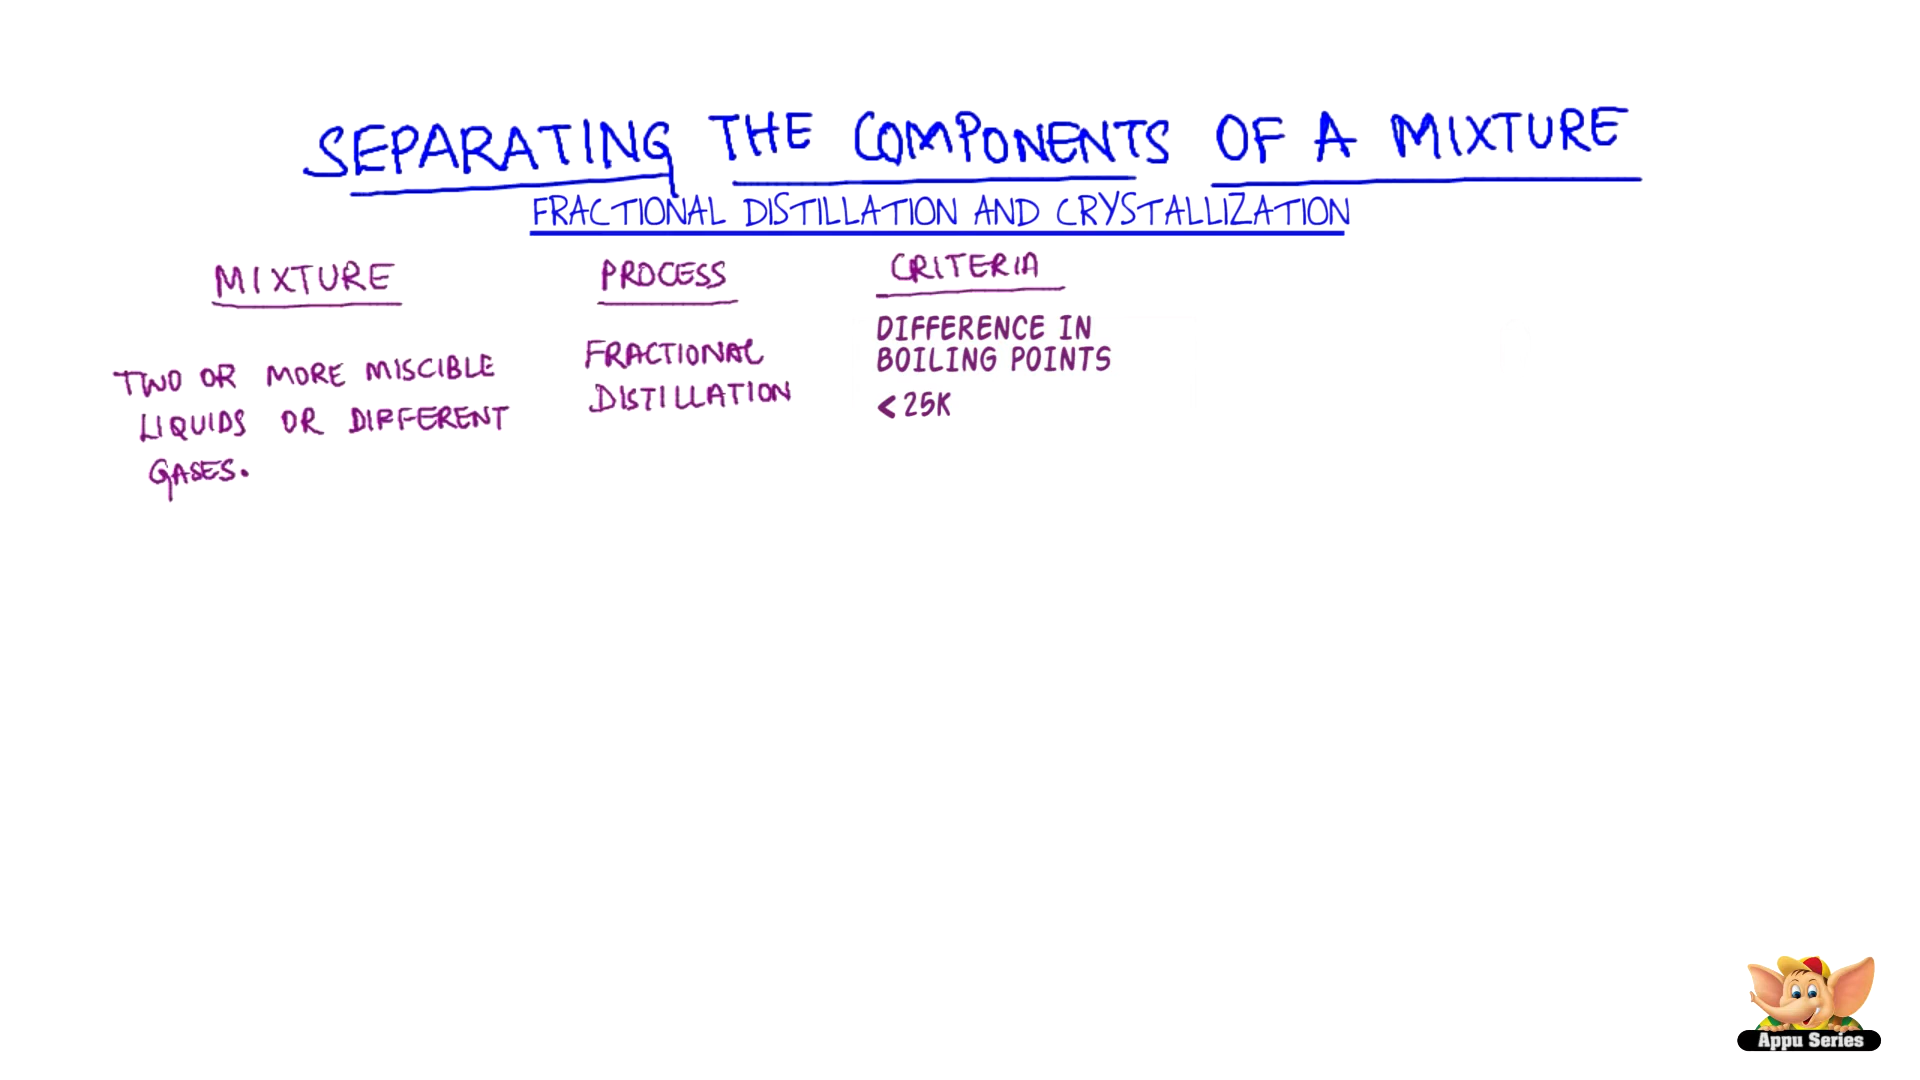 SEPARATING THE COMPONENTS OF A MIXTURE
FRACTIONAL DISTILLATION AND CRYSTALLIZATION
MIXTURE
PROCESS
CRITERIA
TWO OR MORE MISCIBLE
LIQUIDS OR DIFFERENT
GASES.
FRACTIONAL
DISTILLATION
DIFFERENCE IN
BOILING POINTS
< 25K
Appu Series